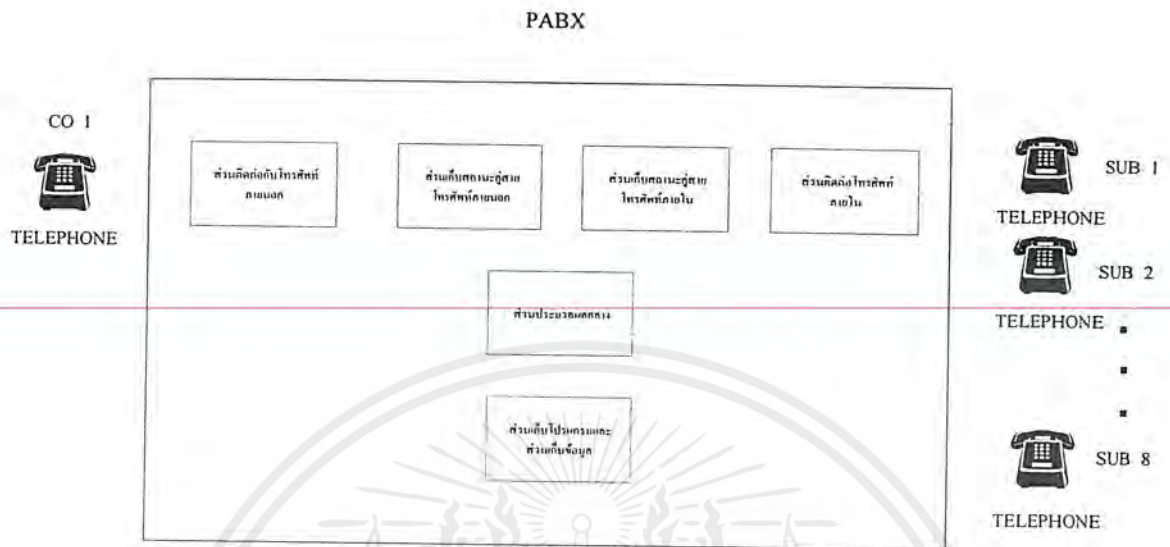 PABX
CO 1
TELEPHONE
ส่วนติดต่อกับโทรศัพท์
ภายนอก
ส่วนเก็บสถานะคู่สาย
โทรศัพท์ภายนอก
ส่วนเก็บสถานะคู่สาย
โทรศัพท์ภายใน
ส่วนติดต่อโทรศัพท์
ภายใน
ส่วนประมวลผลกลาง
ส่วนเก็บโปรแกรมและ
ส่วนเก็บข้อมูล
SUB 1
TELEPHONE
SUB 2
TELEPHONE
SUB 8
TELEPHONE